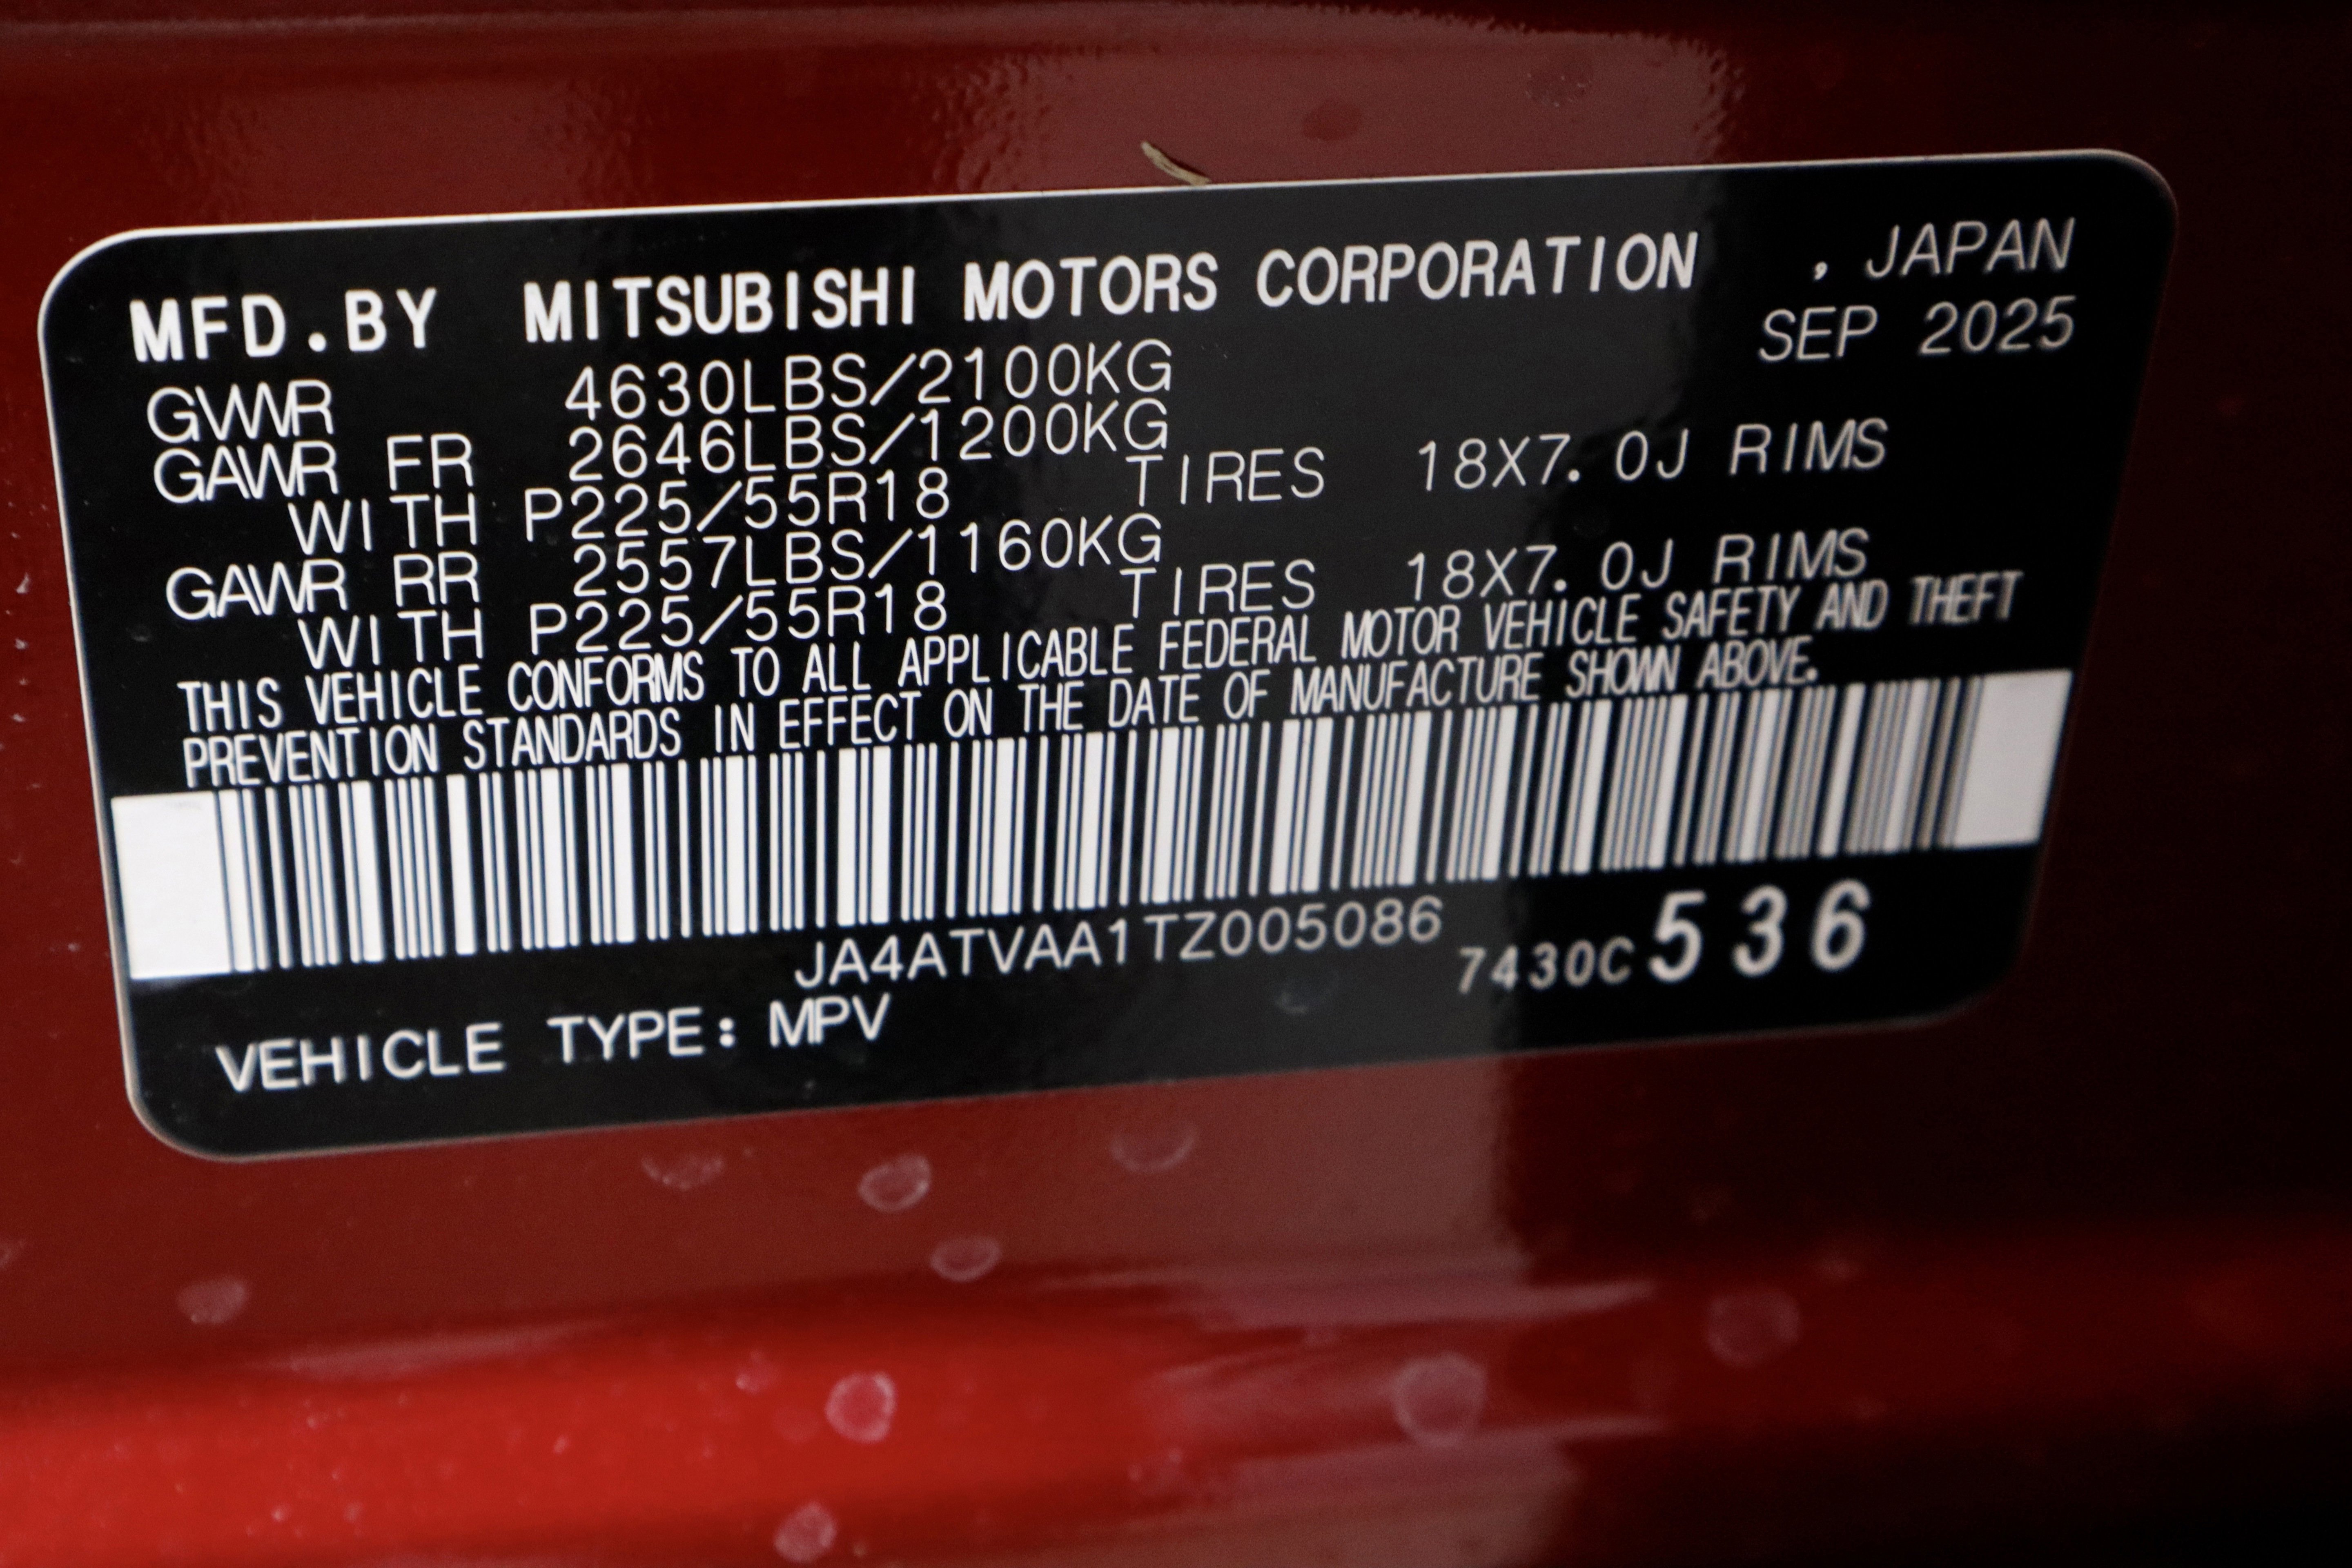 MFD.BY MITSUBISHI MOTORS CORPORATION , JAPAN
SEP 2025
GVWR 4630LBS/2100KG
GAWR FR 2646LBS/1200KG
WITH P225/55R18 TIRES 18X7.0J RIMS
GAWR RR 2557LBS/1160KG
WITH P225/55R18 TIRES 18X7.0J RIMS
THIS VEHICLE CONFORMS TO ALL APPLICABLE FEDERAL MOTOR VEHICLE SAFETY AND THEFT
PREVENTION STANDARDS IN EFFECT ON THE DATE OF MANUFACTURE SHOWN ABOVE.
JA4ATVAA1TZ005086
7430C536
VEHICLE TYPE: MPV